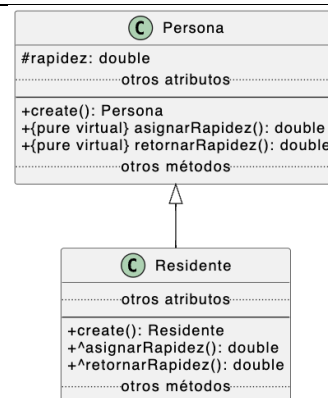 C Persona
#rapidez: double
otros atributos
+create(): Persona
+{pure virtual} asignarRapidez(): double
+{pure virtual} retornarRapidez(): double
otros métodos
C Residente
otros atributos
+create(): Residente
+^asignarRapidez(): double
+^retornarRapidez(): double
otros métodos